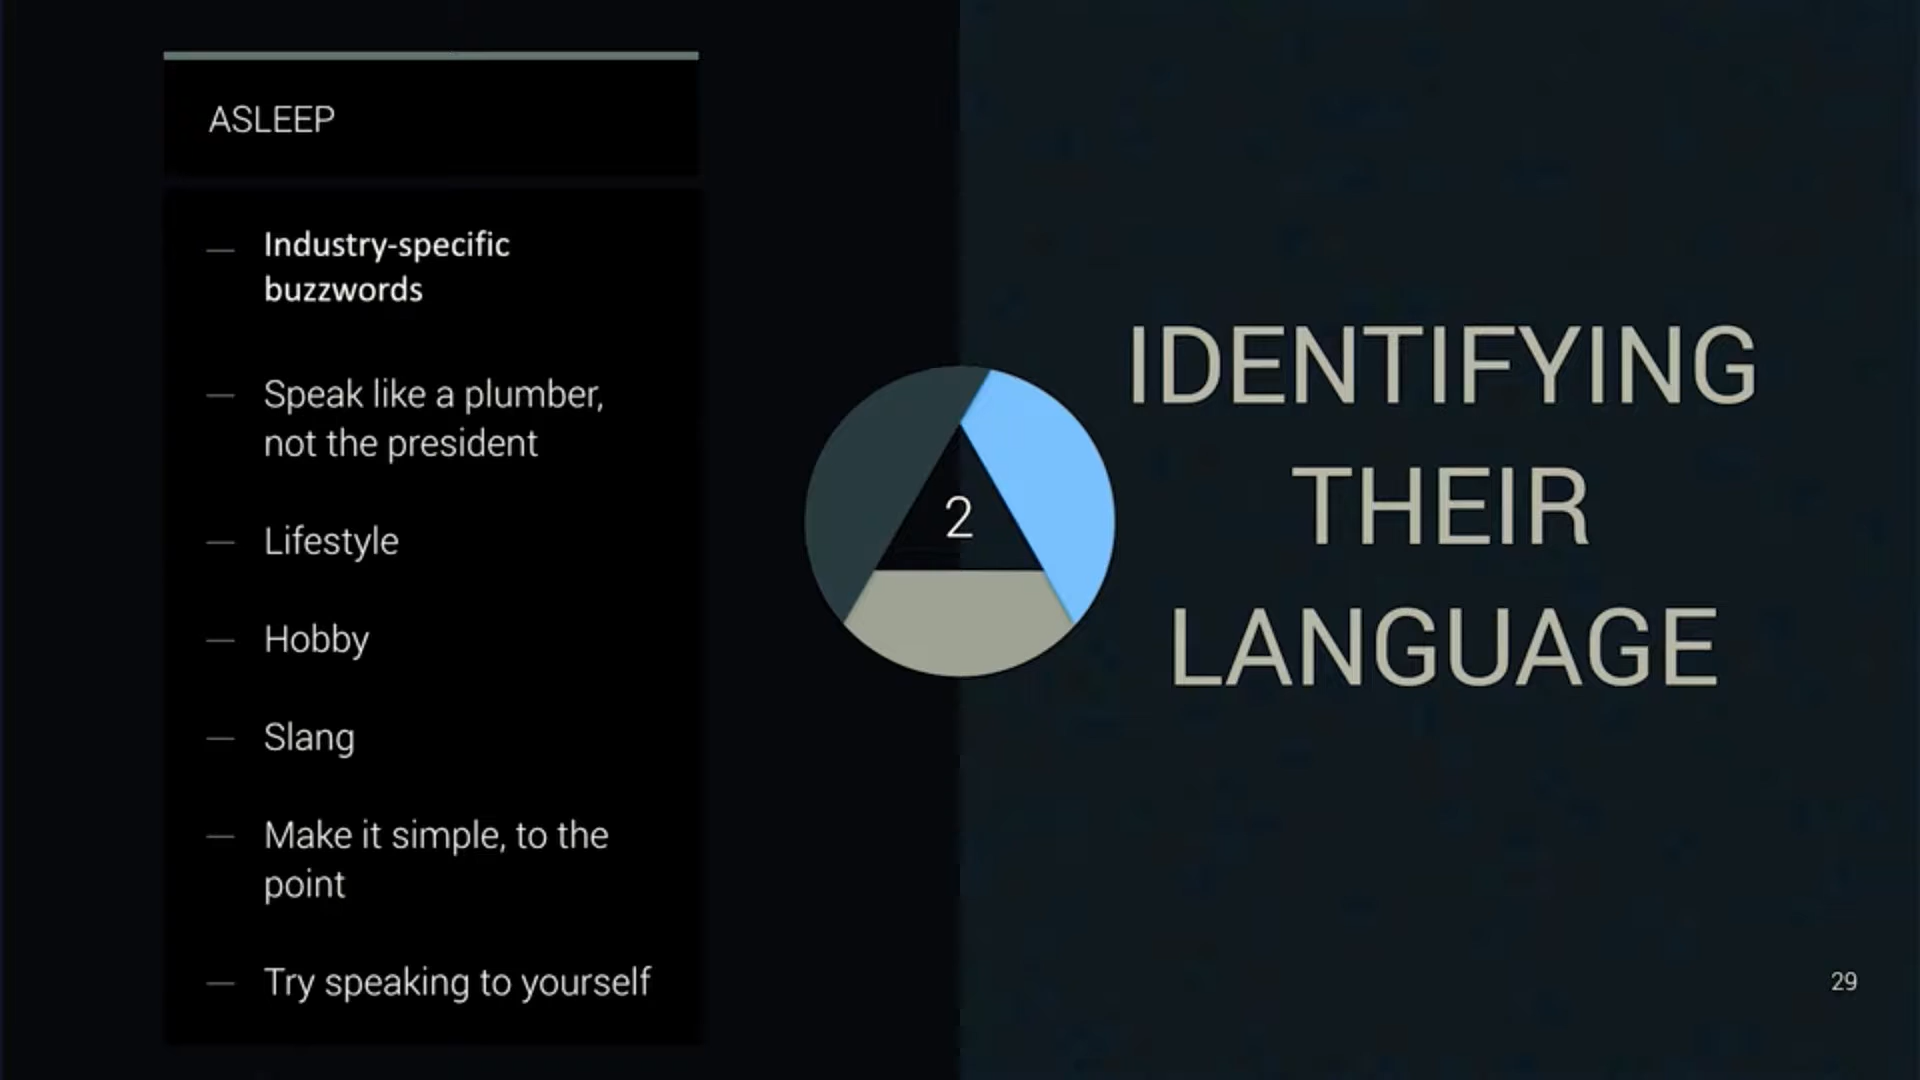 ASLEEP
— Industry-specific
buzzwords
— Speak like a plumber,
not the president
— Lifestyle
— Hobby
— Slang
— Make it simple, to the
point
— Try speaking to yourself
2
IDENTIFYING
THEIR
LANGUAGE
29